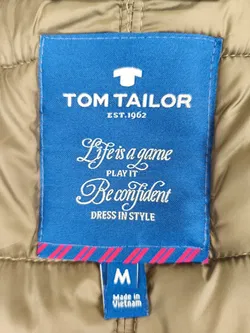 TOM TAILOR
EST.1962
Life is a game
PLAY IT
Be confident
DRESS IN STYLE
M
Made in
Vietnam